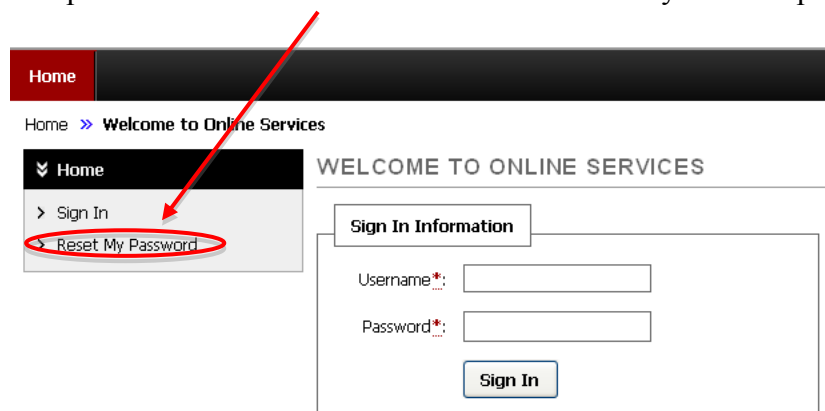 Home
Home » Welcome to Online Services
Home
> Sign In
> Reset My Password
WELCOME TO ONLINE SERVICES
Sign In Information
Username*:
Password*:
Sign In